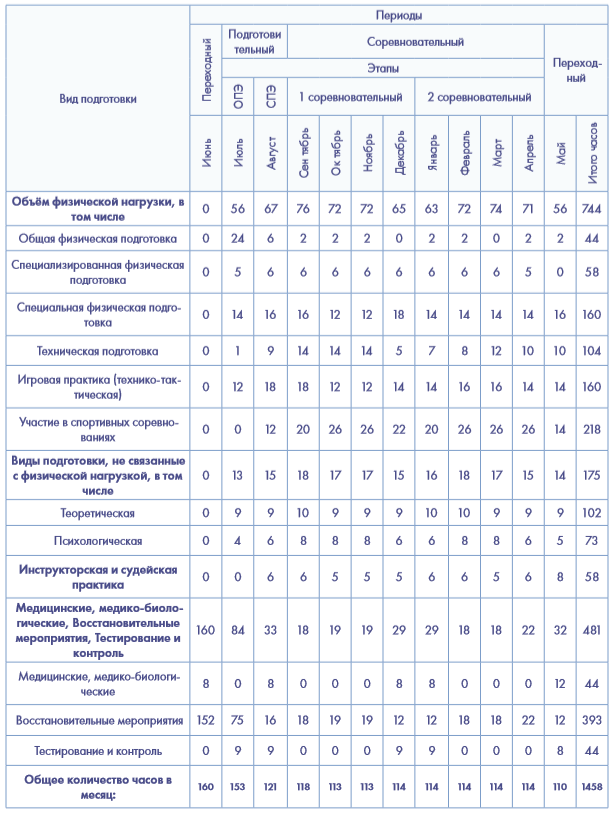 Периоды
Вид подготовки
Переходный
Подготови
тельный
Соревновательный
Переход-
ный
Этапы
ОПЭ
СПЭ
1 соревновательный
2 соревновательный
Июнь Июль Август Сен тябрь Ок тябрь Ноябрь Декабрь Январь Февраль Март Апрель Май Итого часов
Объём физической нагрузки, в
том числе
0 56 67 76 72 72 65 63 72 74 71 56 744
Общая физическая подготовка 0 24 6 2 2 2 0 2 2 0 2 2 44
Специализированная физическая
подготовка
0 5 6 6 6 6 6 6 6 6 5 0 58
Специальная физическая подго-
товка
0 14 16 16 12 12 18 14 14 14 14 16 160
Техническая подготовка 0 1 9 14 14 14 5 7 8 12 10 10 104
Игровая практика (технико-так-
тическая)
0 12 18 18 12 12 14 14 16 16 14 14 160
Участие в спортивных соревно-
ваниях
0 0 12 20 26 26 22 20 26 26 26 14 218
Виды подготовки, не связанные
с физической нагрузкой, в том
числе
0 13 15 18 17 17 15 16 18 17 15 14 175
Теоретическая 0 9 9 10 9 9 9 10 10 9 9 9 102
Психологическая 0 4 6 8 8 8 6 6 8 8 6 5 73
Инструкторская и судейская
практика
0 0 6 6 5 5 5 6 6 5 6 8 58
Медицинские, медико-биоло-
гические, Восстановительные
мероприятия, Тестирование и
контроль
160 84 33 18 19 19 29 29 18 18 22 32 481
Медицинские, медико-биологи-
ческие
8 0 8 0 0 0 8 8 0 0 0 12 44
Восстановительные мероприятия 152 75 16 18 19 19 12 12 18 18 22 12 393
Тестирование и контроль 0 9 9 0 0 0 9 9 0 0 0 8 44
Общее количество часов в
месяц:
160 153 121 118 113 113 114 114 114 114 114 110 1458